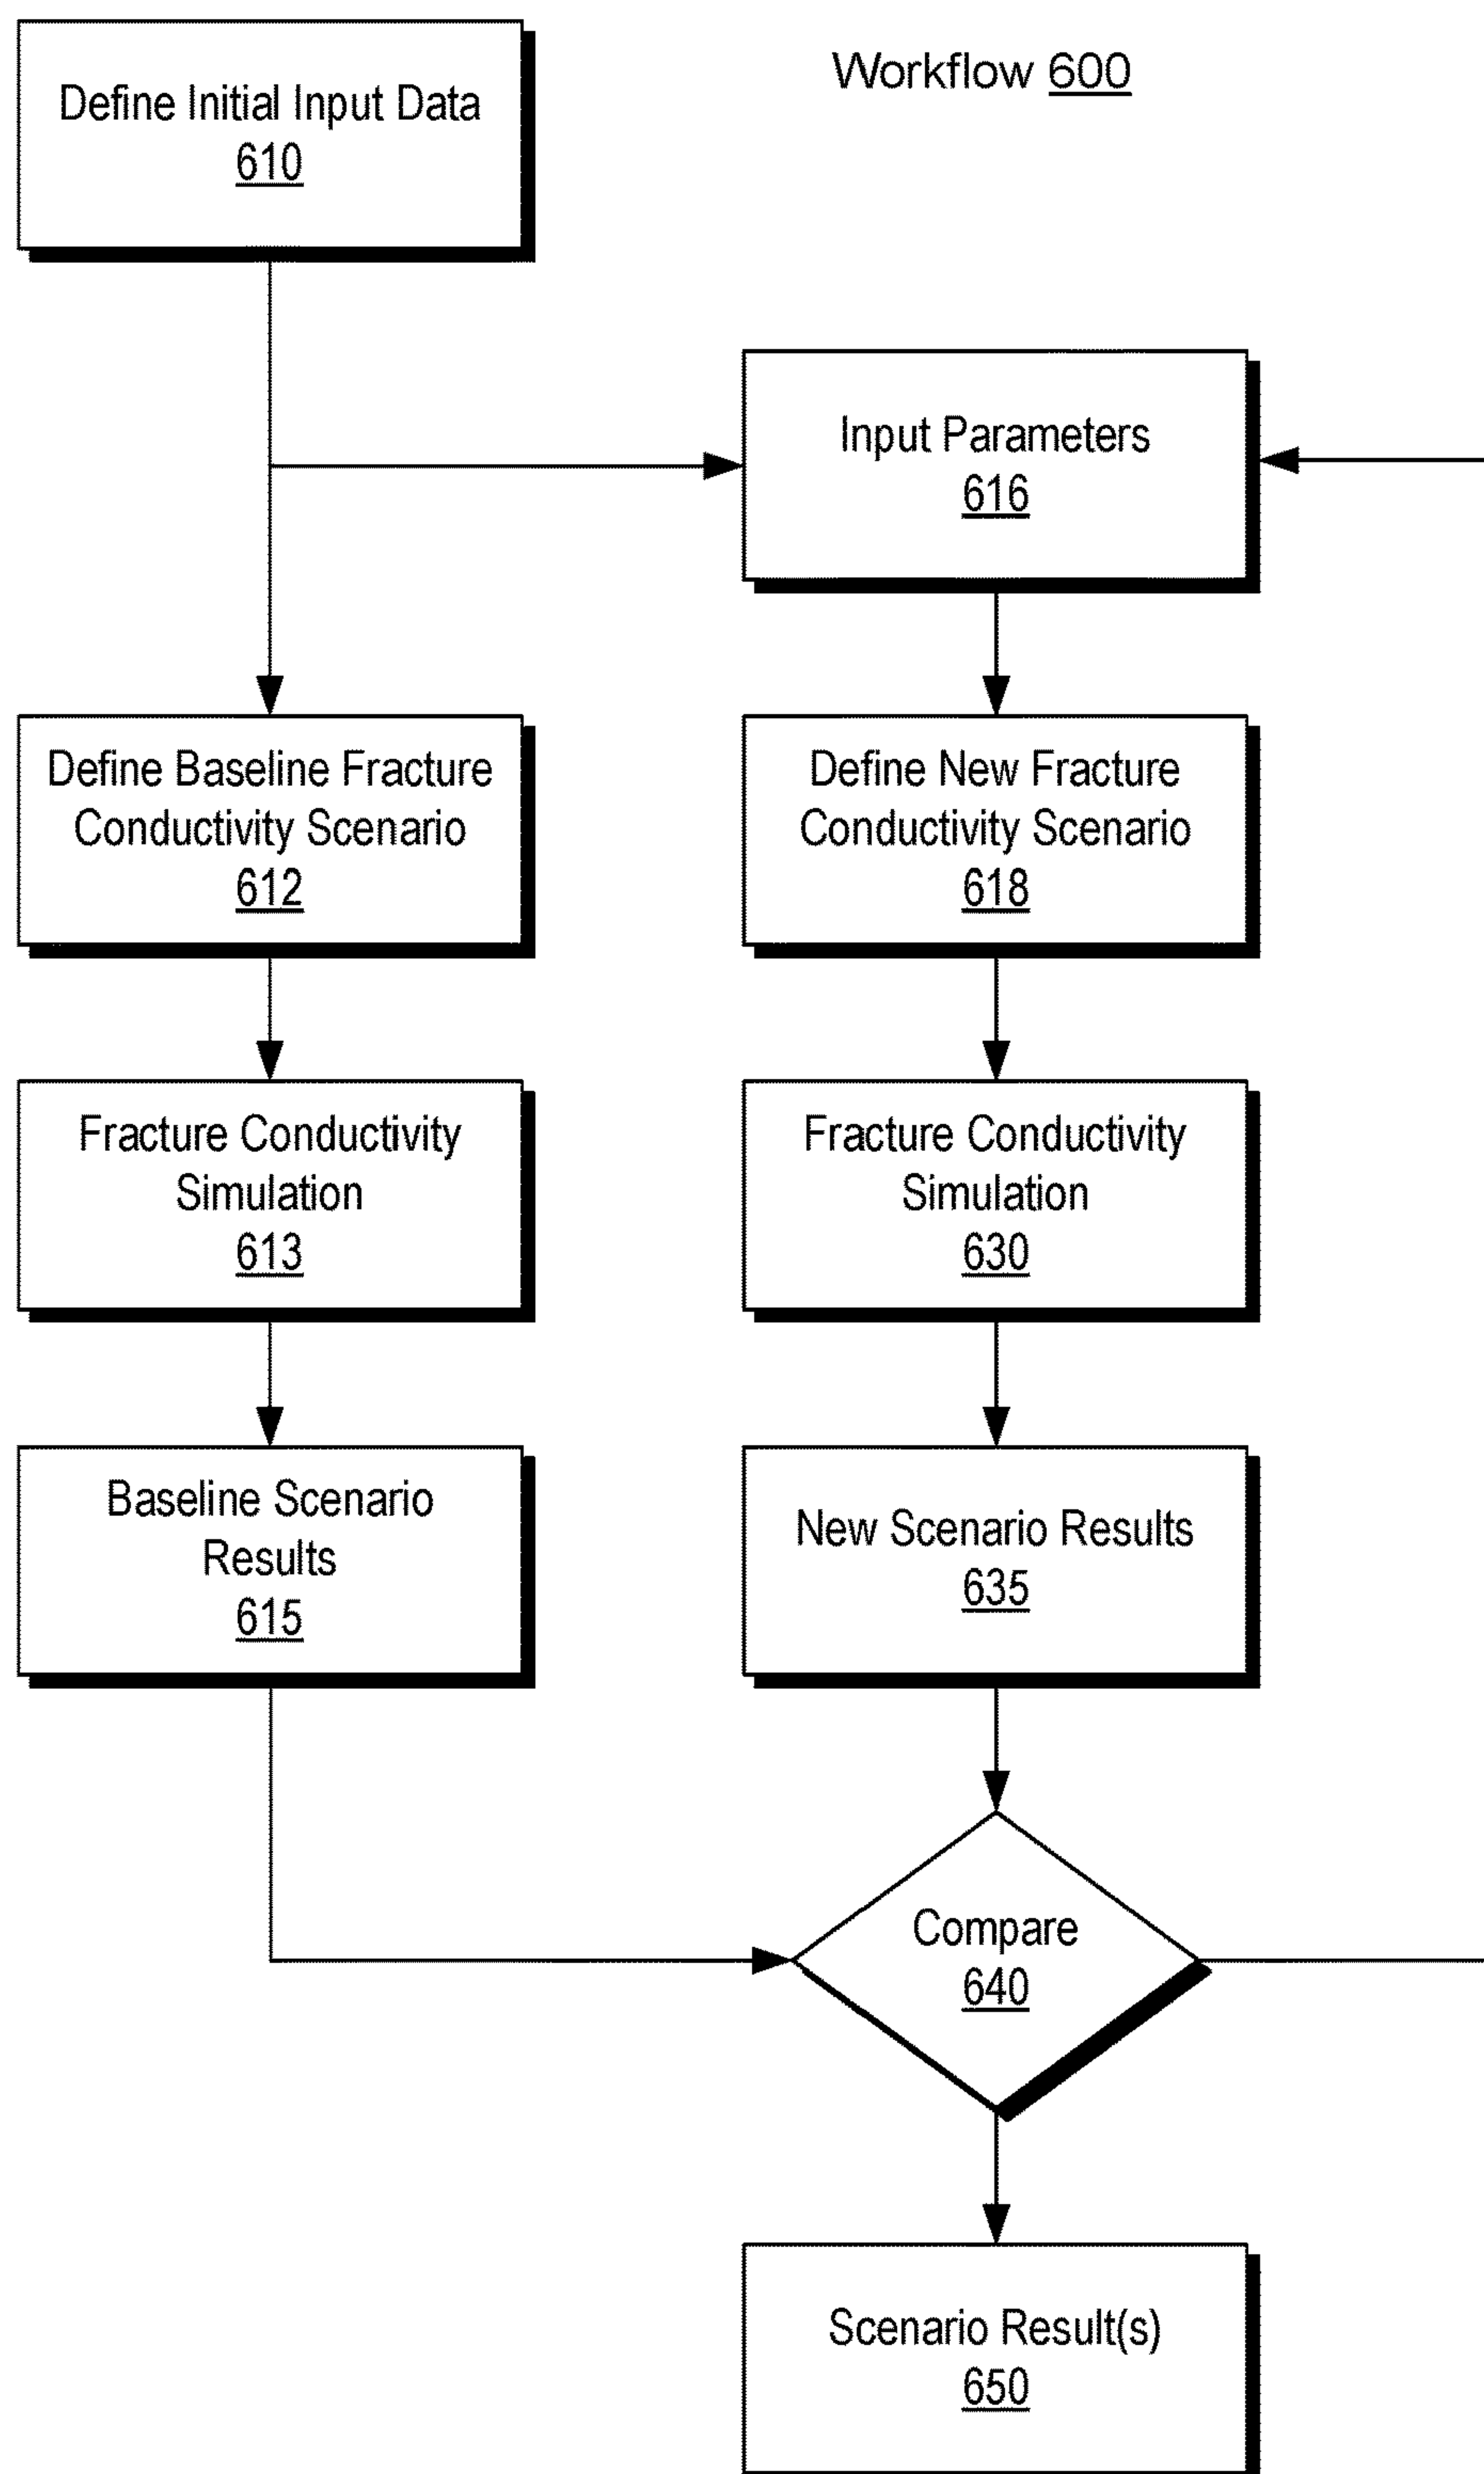 Workflow 600
Define Initial Input Data
610
Input Parameters
616
Define Baseline Fracture
Conductivity Scenario
612
Define New Fracture
Conductivity Scenario
618
Fracture Conductivity
Simulation
613
Fracture Conductivity
Simulation
630
Baseline Scenario
Results
615
New Scenario Results
635
Compare
640
Scenario Result(s)
650